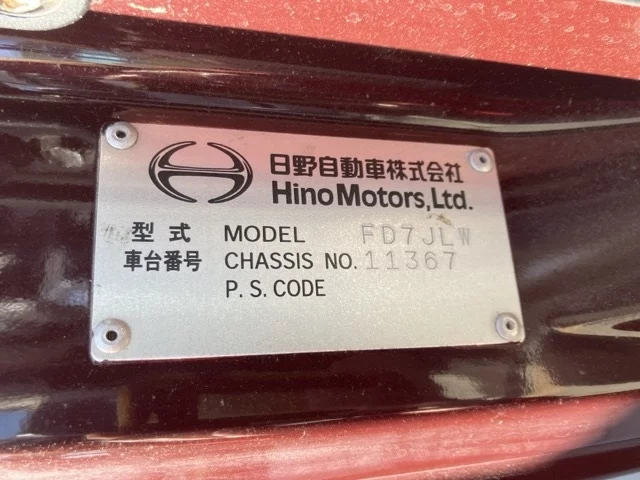 日野自動車株式会社
Hino Motors, Ltd.
型式 MODEL FD7JLW
車台番号 CHASSIS NO. 11367
P. S. CODE